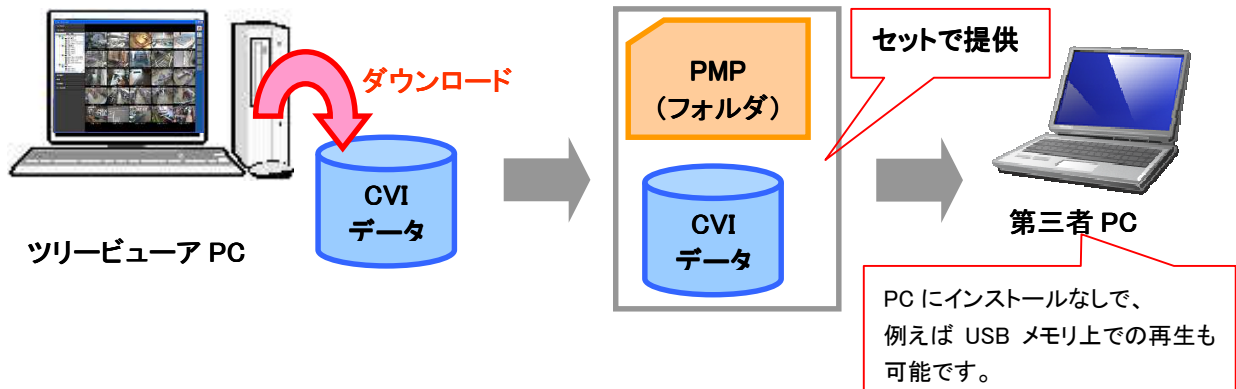 ダウンロード
CVI
データ
ツリービューア PC
PMP
(フォルダ)
CVI
データ
セットで提供
第三者 PC
PC にインストールなしで、
例えば USB メモリ上での再生も
可能です。